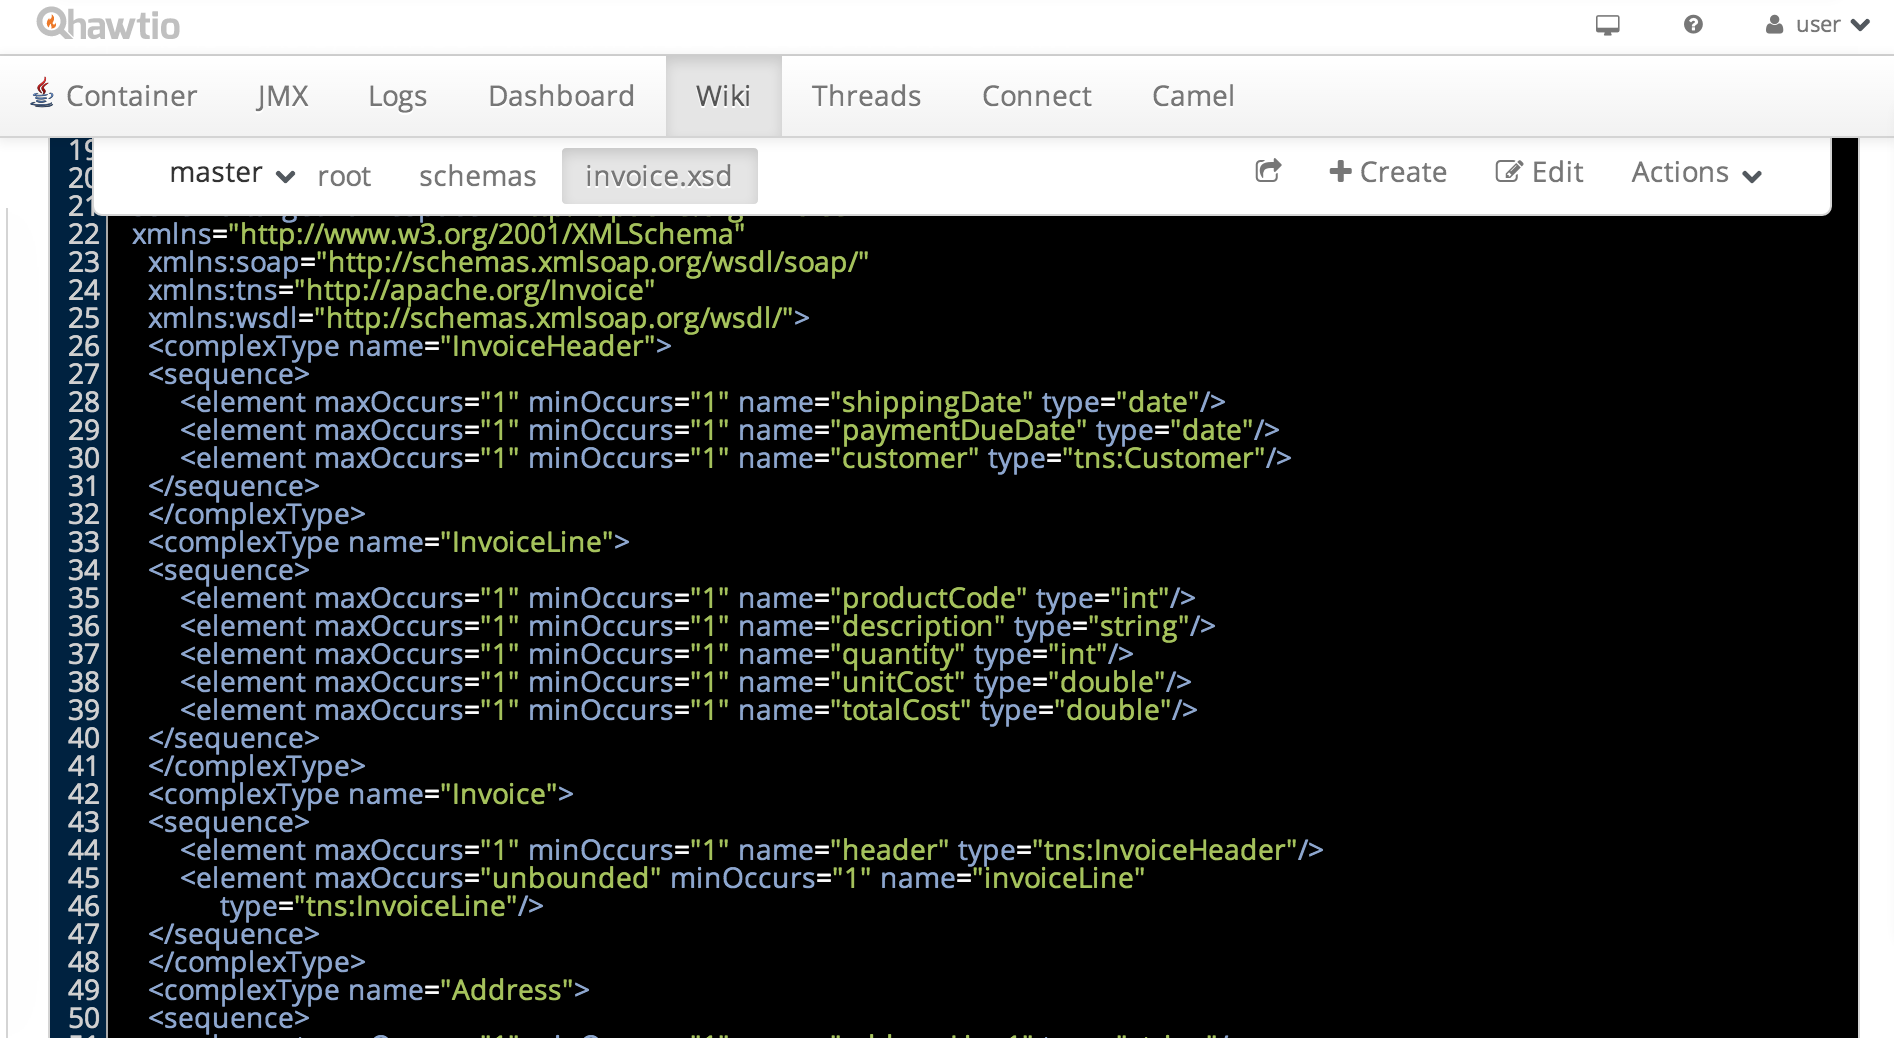 hawtio
user
Container JMX Logs Dashboard Wiki Threads Connect Camel
master root schemas invoice.xsd Create Edit Actions
19
20
21
22 xmlns="http://www.w3.org/2001/XMLSchema"
23 xmlns:soap="http://schemas.xmlsoap.org/wsdl/soap/"
24 xmlns:tns="http://apache.org/Invoice"
25 xmlns:wsdl="http://schemas.xmlsoap.org/wsdl/">
26 <complexType name="InvoiceHeader">
27 <sequence>
28 <element maxOccurs="1" minOccurs="1" name="shippingDate" type="date"/>
29 <element maxOccurs="1" minOccurs="1" name="paymentDueDate" type="date"/>
30 <element maxOccurs="1" minOccurs="1" name="customer" type="tns:Customer"/>
31 </sequence>
32 </complexType>
33 <complexType name="InvoiceLine">
34 <sequence>
35 <element maxOccurs="1" minOccurs="1" name="productCode" type="int"/>
36 <element maxOccurs="1" minOccurs="1" name="description" type="string"/>
37 <element maxOccurs="1" minOccurs="1" name="quantity" type="int"/>
38 <element maxOccurs="1" minOccurs="1" name="unitCost" type="double"/>
39 <element maxOccurs="1" minOccurs="1" name="totalCost" type="double"/>
40 </sequence>
41 </complexType>
42 <complexType name="Invoice">
43 <sequence>
44 <element maxOccurs="1" minOccurs="1" name="header" type="tns:InvoiceHeader"/>
45 <element maxOccurs="unbounded" minOccurs="1" name="invoiceLine"
46 type="tns:InvoiceLine"/>
47 </sequence>
48 </complexType>
49 <complexType name="Address">
50 <sequence>